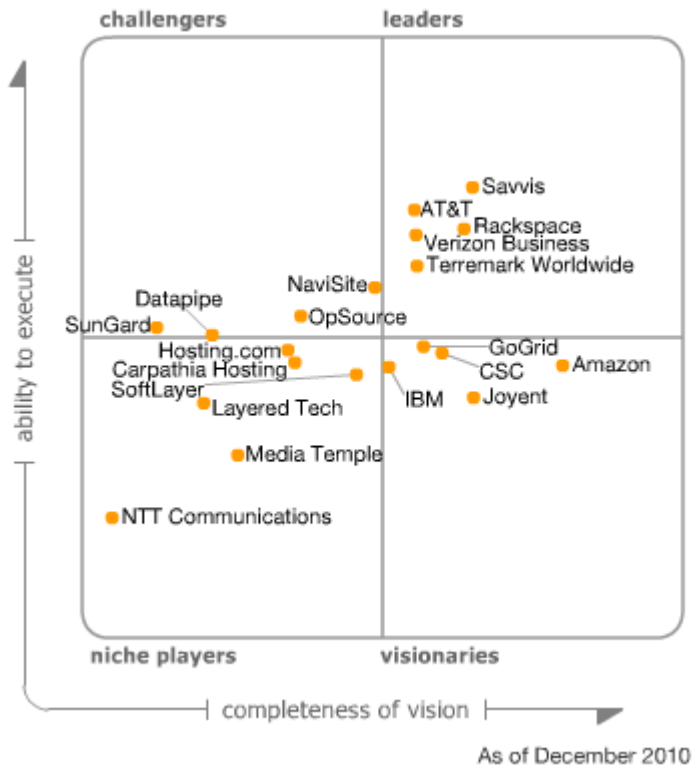 challengers
leaders
ability to execute
Savvis
AT&T
Rackspace
Verizon Business
Terremark Worldwide
NaviSite
Datapipe
OpSource
SunGard
Hosting.com
GoGrid
Carpathia Hosting
CSC
Amazon
SoftLayer
IBM
Joyent
Layered Tech
Media Temple
NTT Communications
niche players
visionaries
completeness of vision
As of December 2010